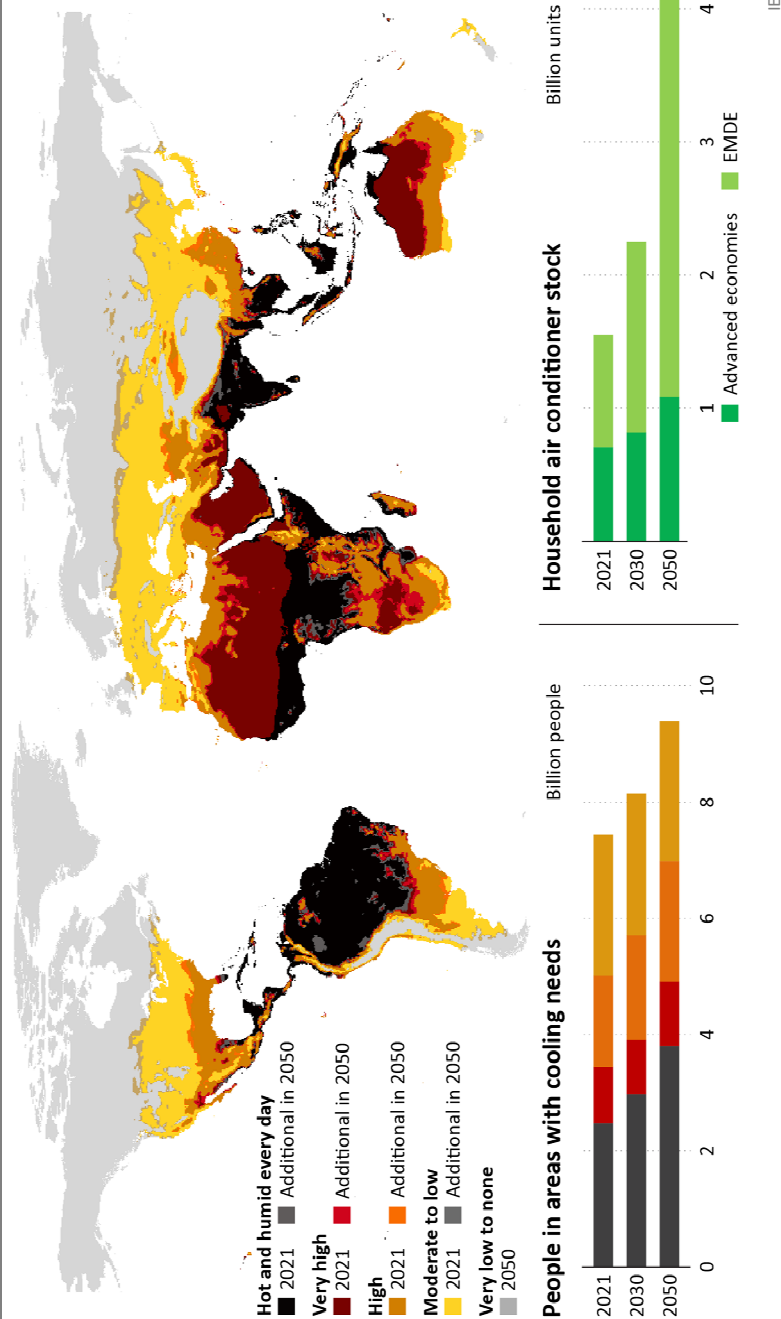 Hot and humid every day
2021 Additional in 2050
Very high
2021 Additional in 2050
High
2021 Additional in 2050
Moderate to low
2021 Additional in 2050
Very low to none
2050
People in areas with cooling needs
Billion people
2021
2030
2050
0 2 4 6 8 10
Household air conditioner stock
Billion units
2021
2030
2050
1 2 3 4
Advanced economies EMDE